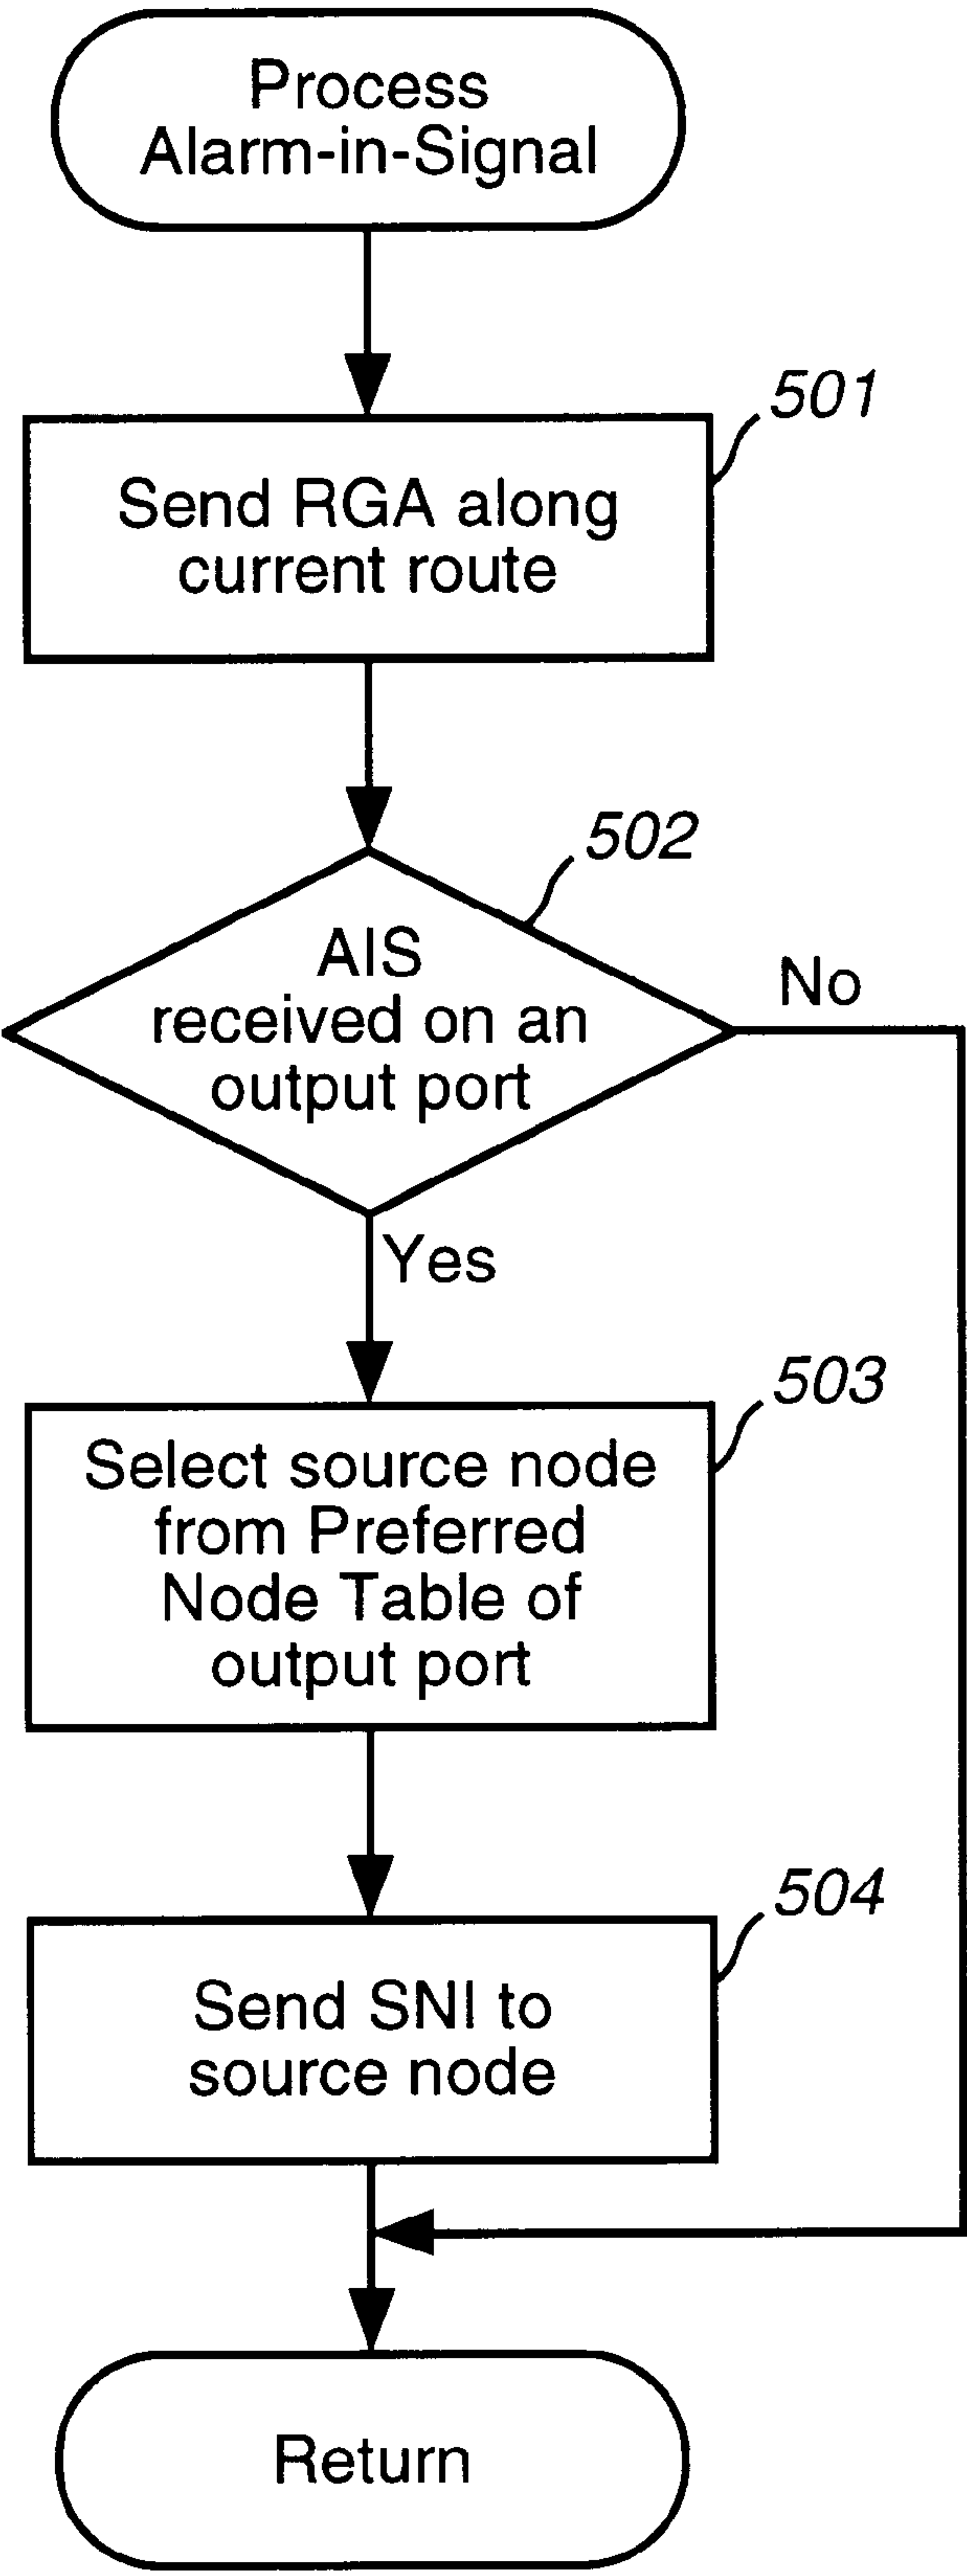 Process
Alarm-in-Signal
501
Send RGA along
current route
502
AIS
received on an
output port
No
Yes
503
Select source node
from Preferred
Node Table of
output port
504
Send SNI to
source node
Return